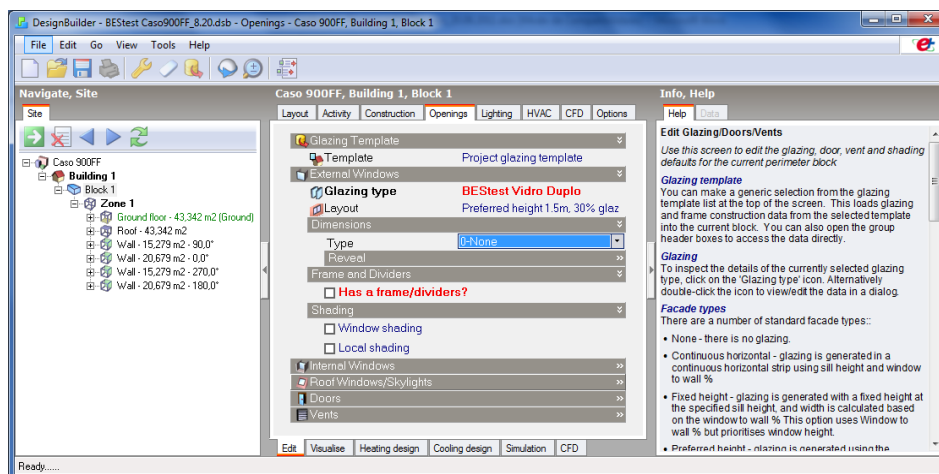 DesignBuilder - BEStest Caso900FF_8.20.dsb - Openings - Caso 900FF, Building 1, Block 1
File Edit Go View Tools Help
Navigate, Site
Site
Caso 900FF
Building 1
Block 1
Zone 1
Ground floor - 43,342 m2 (Ground)
Roof - 43,342 m2
Wall - 15,279 m2 - 90,0°
Wall - 20,679 m2 - 0,0°
Wall - 15,279 m2 - 270,0°
Wall - 20,679 m2 - 180,0°
Caso 900FF, Building 1, Block 1
Layout Activity Construction Openings Lighting HVAC CFD Options
Glazing Template
Template Project glazing template
External Windows
Glazing type BEStest Vidro Duplo
Layout Preferred height 1.5m, 30% glaz
Dimensions
Type 0-None
Reveal
Frame and Dividers
Has a frame/dividers?
Shading
Window shading
Local shading
Internal Windows
Roof Windows/Skylights
Doors
Vents
Edit Visualise Heating design Cooling design Simulation CFD
Info, Help
Help Data
Edit Glazing/Doors/Vents
Use this screen to edit the glazing, door, vent and shading
defaults for the current perimeter block
Glazing template
You can make a generic selection from the glazing
template list at the top of the screen. This loads glazing
and frame construction data from the selected template
into the current block. You can also open the group
header boxes to access the data directly.
Glazing
To inspect the details of the currently selected glazing
type, click on the 'Glazing type' icon. Alternatively
double-click the icon to view/edit the data in a dialog.
Facade types
There are a number of standard facade types::
• None - there is no glazing.
• Continuous horizontal - glazing is generated in a
continuous horizontal strip using sill height and window
to wall %
• Fixed height - glazing is generated with a fixed height at
the specified sill height, and width is calculated based
on the window to wall % This option uses Window to
wall % but prioritises window height.
• Preferred height - glazing is generated using the
Ready......